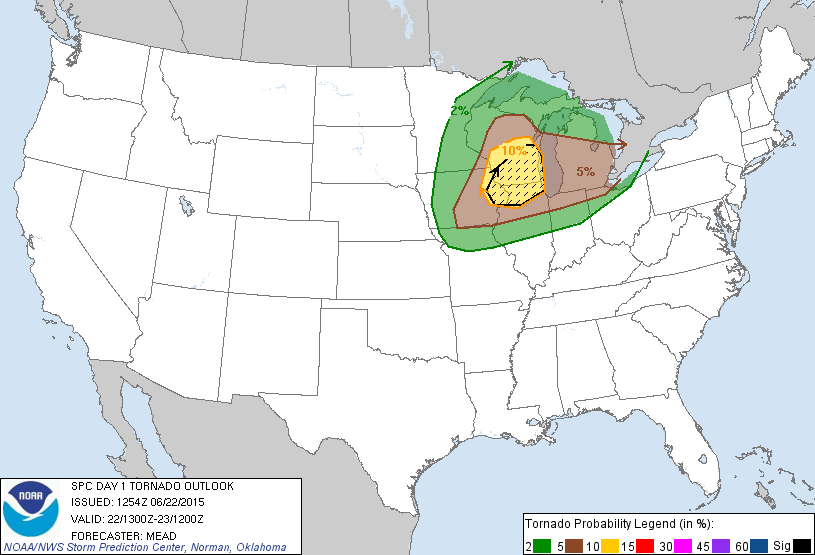 2%
10%
5%
NOAA
SPC DAY 1 TORNADO OUTLOOK
ISSUED: 1254Z 06/22/2015
VALID: 22/1300Z-23/1200Z
FORECASTER: MEAD
NOAA/NWS Storm Prediction Center, Norman, Oklahoma
Tornado Probability Legend (in %):
2 5 10 15 30 45 60 Sig